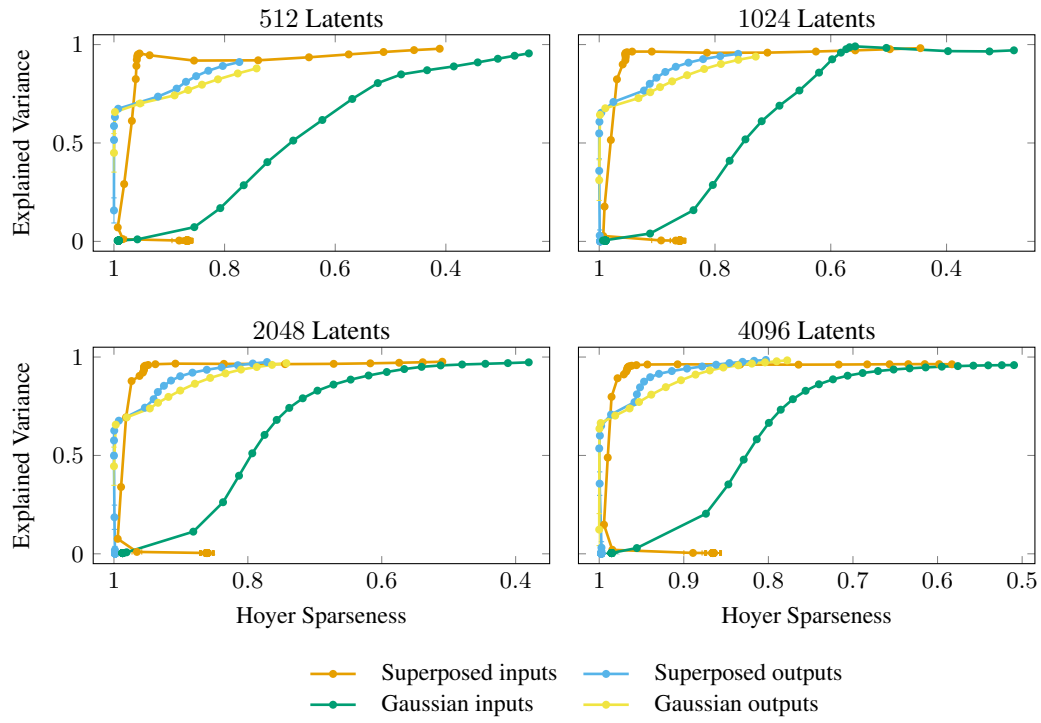 512 Latents
1024 Latents
Explained Variance
1
0.5
0
1 0.8 0.6 0.4
1 0.8 0.6 0.4
2048 Latents
4096 Latents
Explained Variance
1
0.5
0
1 0.8 0.6 0.4
1 0.9 0.8 0.7 0.6 0.5
Hoyer Sparseness
Hoyer Sparseness
Superposed inputs
Superposed outputs
Gaussian inputs
Gaussian outputs